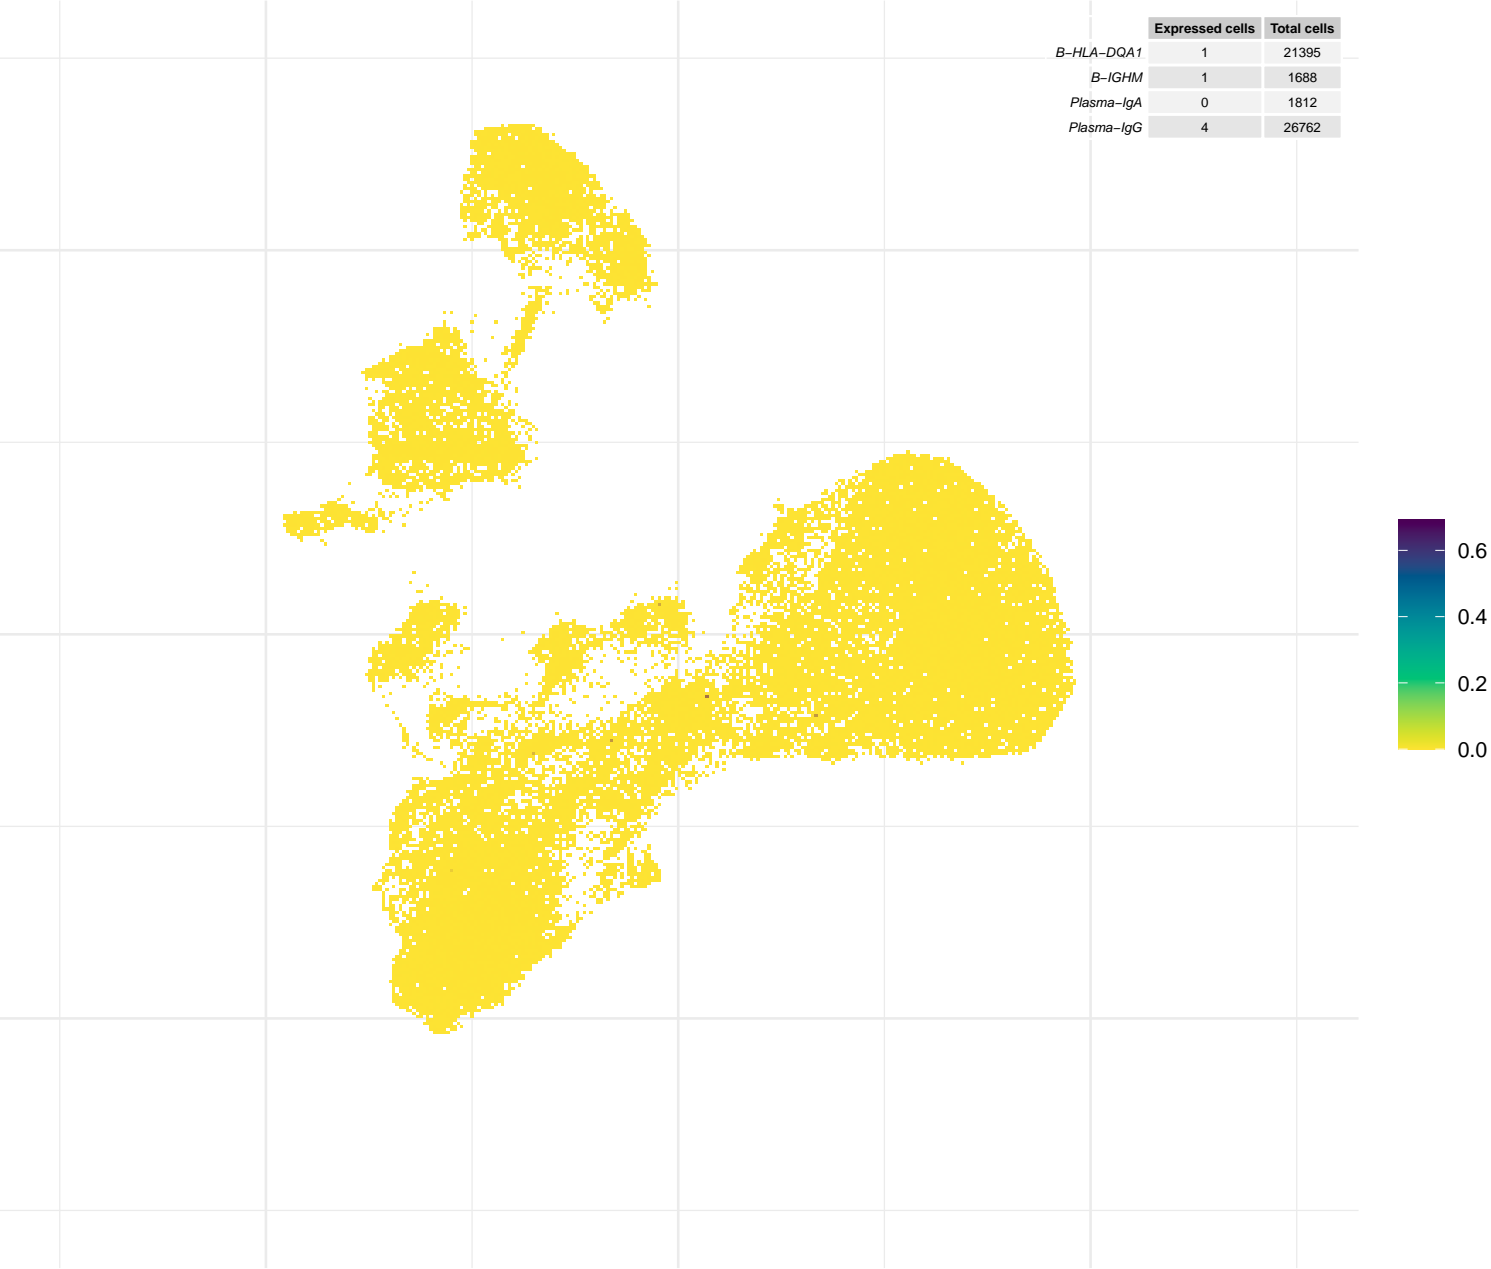 Expressed cells Total cells
B−HLA−DQA1 1 21395
B−IGHM 1 1688
Plasma−IgA 0 1812
Plasma−IgG 4 26762
0.6
0.4
0.2
0.0